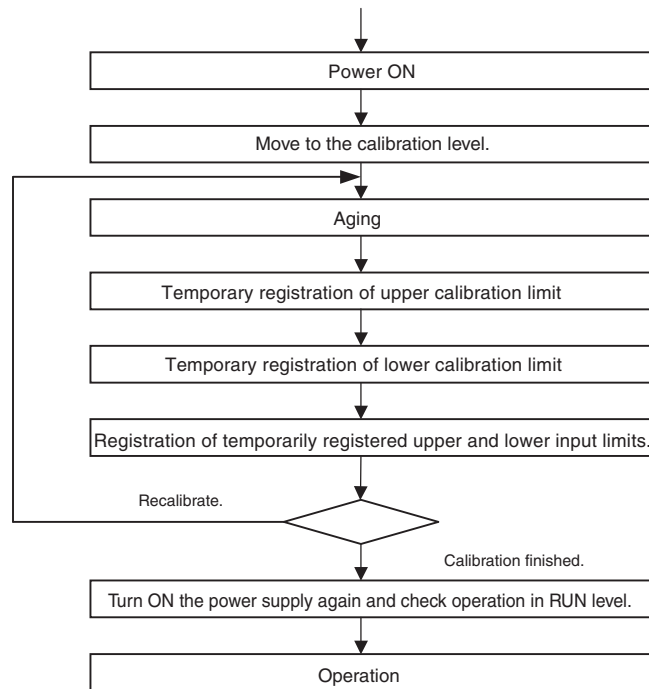 Power ON
Move to the calibration level.
Aging
Temporary registration of upper calibration limit
Temporary registration of lower calibration limit
Registration of temporarily registered upper and lower input limits.
Recalibrate.
Calibration finished.
Turn ON the power supply again and check operation in RUN level.
Operation